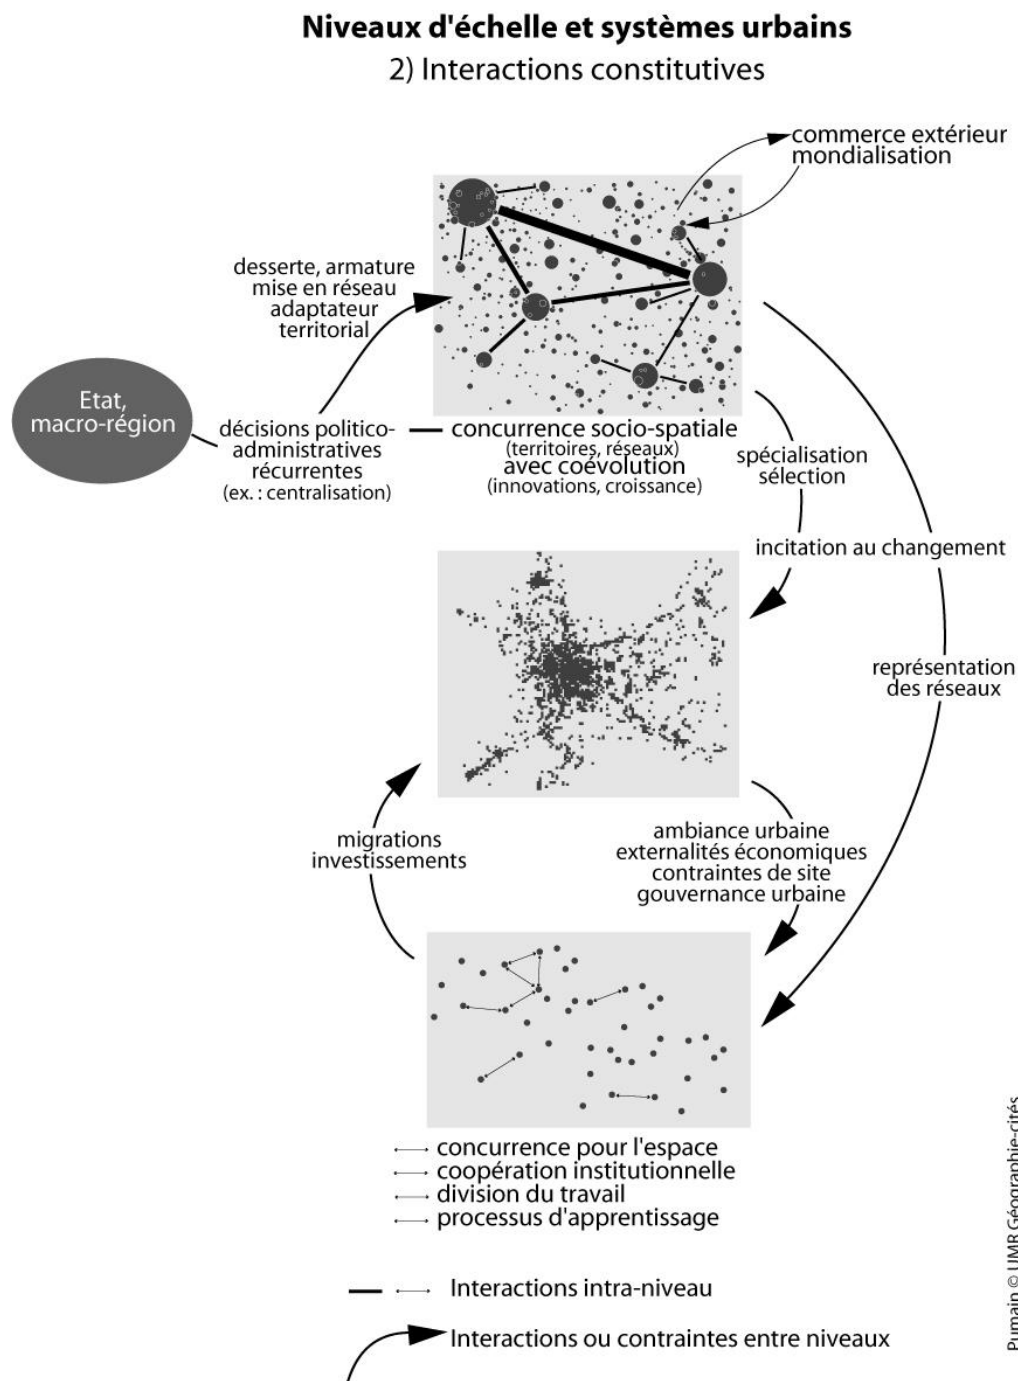 Niveaux d'échelle et systèmes urbains
2) Interactions constitutives
commerce extérieur
mondialisation
desserte, armature
mise en réseau
adaptateur
territorial
Etat,
macro-région
décisions politico-
administratives
récurrentes
(ex. : centralisation)
concurrence socio-spatiale
(territoires, réseaux)
avec coévolution
(innovations, croissance)
spécialisation
sélection
incitation au changement
représentation
des réseaux
migrations
investissements
ambiance urbaine
externalités économiques
contraintes de site
gouvernance urbaine
concurrence pour l'espace
coopération institutionnelle
division du travail
processus d'apprentissage
Interactions intra-niveau
Interactions ou contraintes entre niveaux
Pumain © UMR Géographie-cités